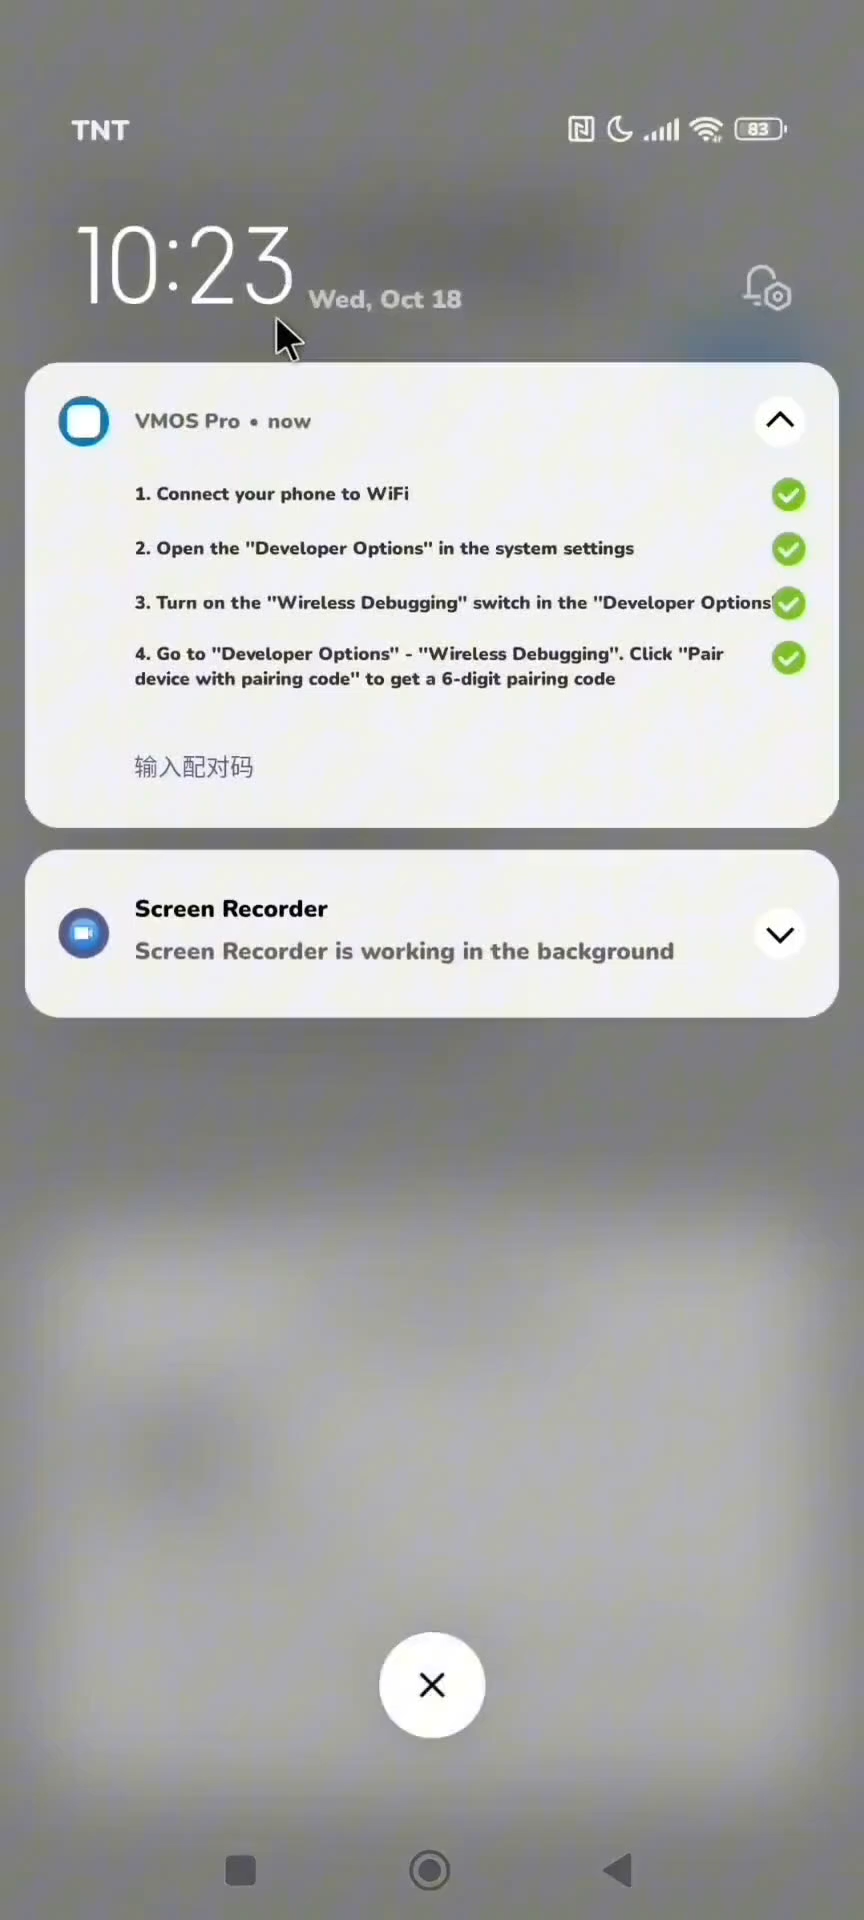 TNT
83
10:23 Wed, Oct 18
VMOS Pro • now
1. Connect your phone to WiFi
2. Open the "Developer Options" in the system settings
3. Turn on the "Wireless Debugging" switch in the "Developer Options"
4. Go to "Developer Options" - "Wireless Debugging". Click "Pair
device with pairing code" to get a 6-digit pairing code
输入配对码
Screen Recorder
Screen Recorder is working in the background